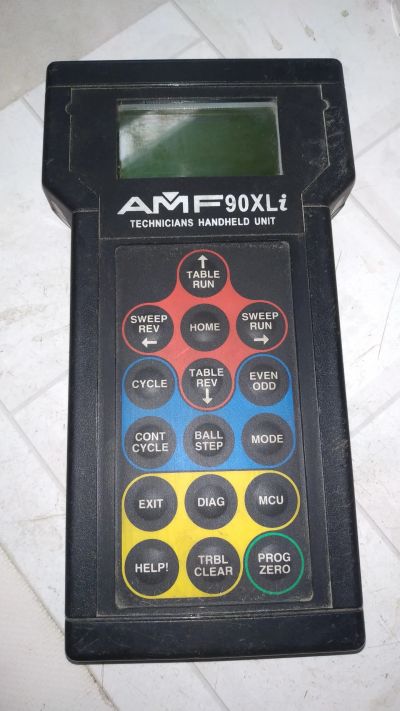 AMF 90XLi
TECHNICIANS HANDHELD UNIT
↑
TABLE
RUN
SWEEP
REV
←
HOME
SWEEP
RUN
→
CYCLE
TABLE
REV
↓
EVEN
ODD
CONT
CYCLE
BALL
STEP
MODE
EXIT
DIAG
MCU
HELP!
TRBL
CLEAR
PROG
ZERO